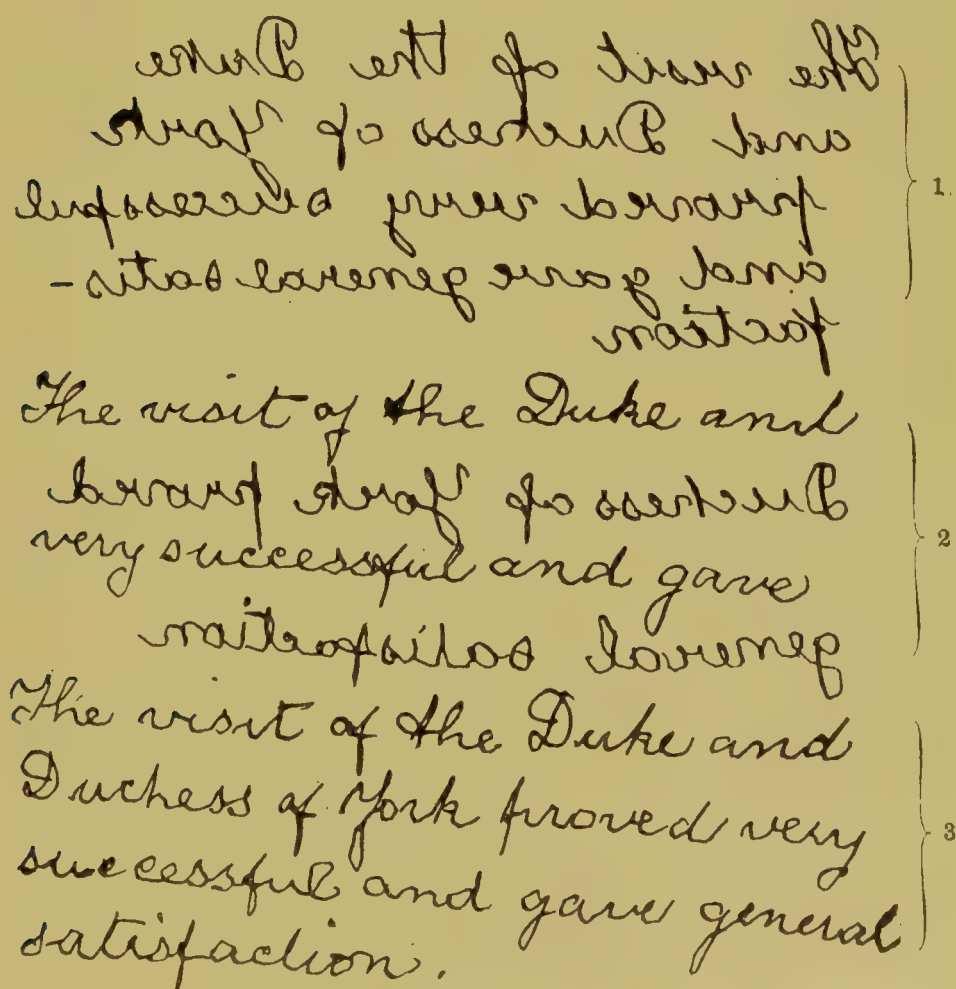 The visit of the Duke
and Duchess of York
proved very successful
and gave general satis-
faction
1.
The visit of the Duke and
Duchess of York proved
very successful and gave
general satisfaction
2
The visit of the Duke and
Duchess of York proved very
successful and gave general
satisfaction.
3